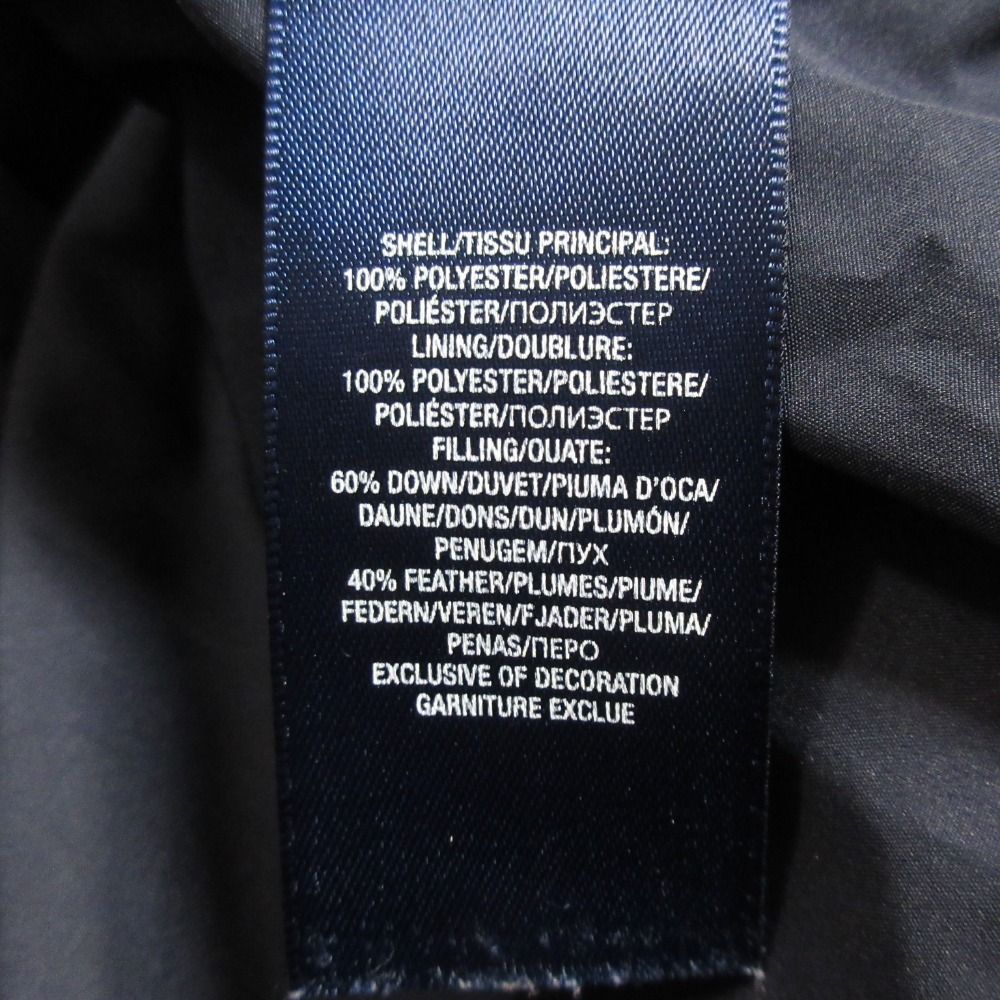 SHELL/TISSU PRINCIPAL:
100% POLYESTER/POLIESTERE/
POLIÉSTER/ПОЛИЭСТЕР
LINING/DOUBLURE:
100% POLYESTER/POLIESTERE/
POLIÉSTER/ПОЛИЭСТЕР
FILLING/OUATE:
60% DOWN/DUVET/PIUMA D'OCA/
DAUNE/DONS/DUN/PLUMÓN/
PENUGEM/ПУХ
40% FEATHER/PLUMES/PIUME/
FEDERN/VEREN/FJADER/PLUMA/
PENAS/ПЕРО
EXCLUSIVE OF DECORATION
GARNITURE EXCLUE